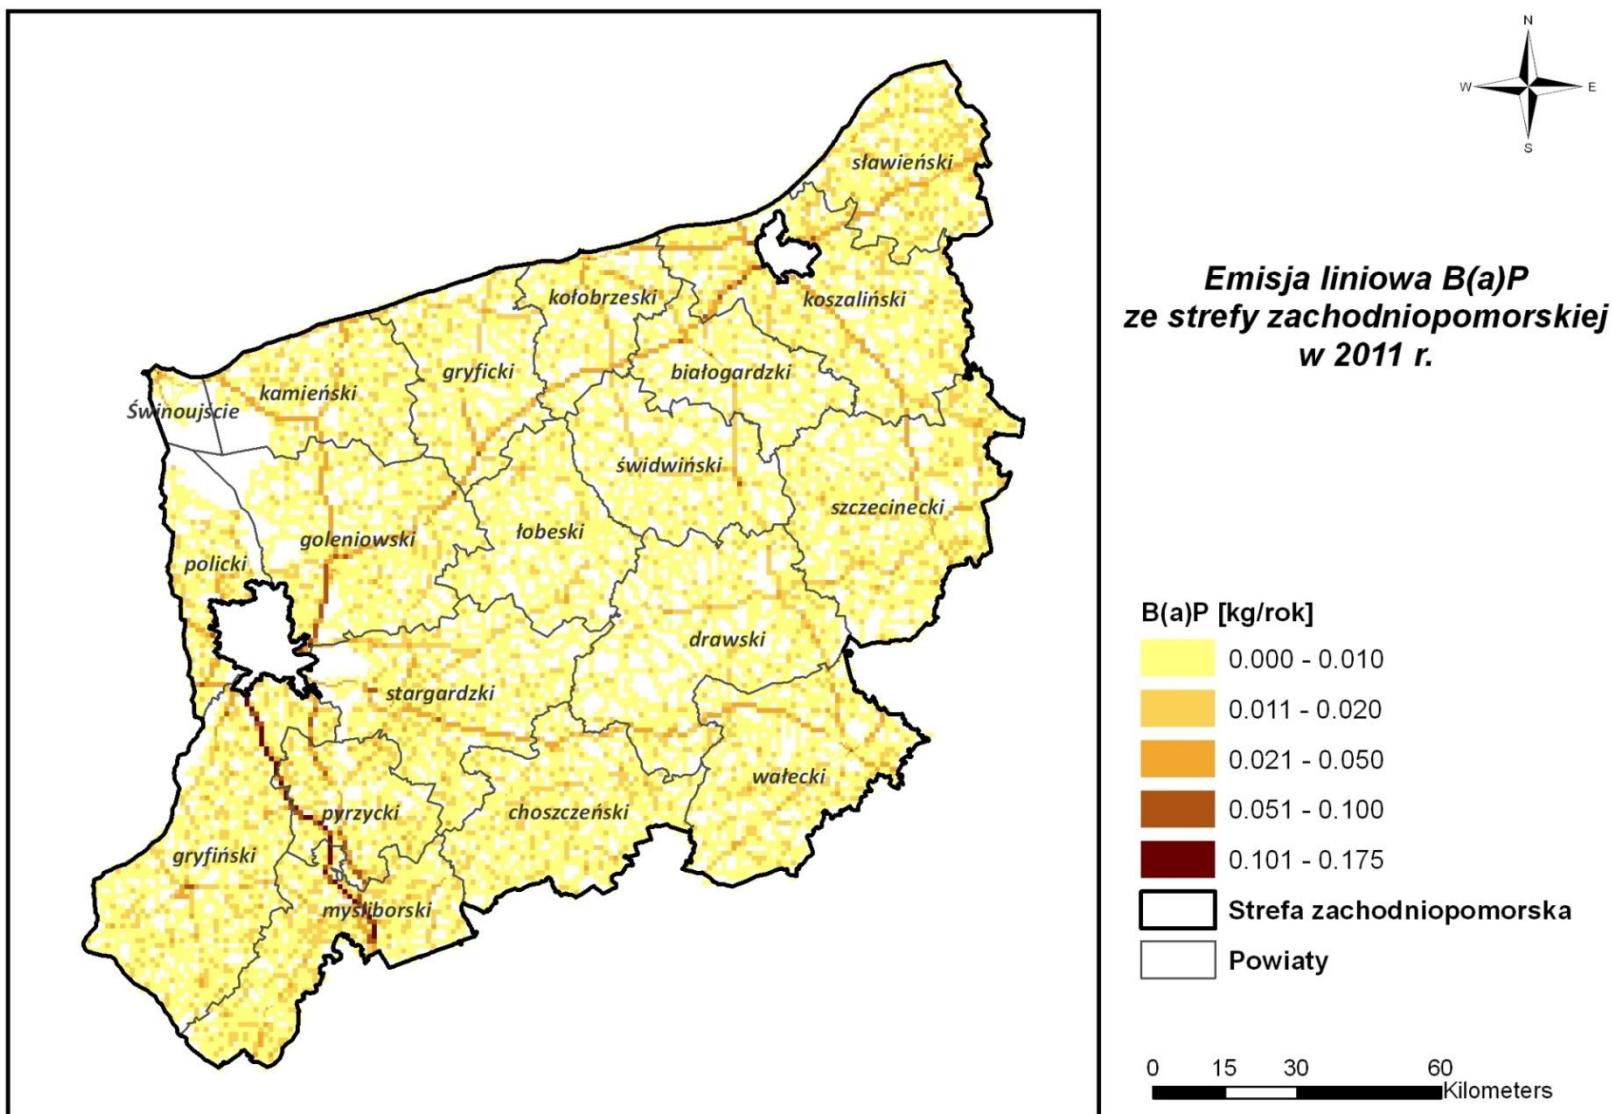 N
W E
S
Emisja liniowa B(a)P
ze strefy zachodniopomorskiej
w 2011 r.
sławieński
koszaliński
kołobrzeski
białogardzki
gryficki
kamieński
Świnoujście
świdwiński
szczecinecki
łobeski
goleniowski
policki
drawski
stargardzki
wałecki
choszczeński
pyrzycki
gryfiński
myśliborski
B(a)P [kg/rok]
0.000 - 0.010
0.011 - 0.020
0.021 - 0.050
0.051 - 0.100
0.101 - 0.175
Strefa zachodniopomorska
Powiaty
0 15 30 60
Kilometers